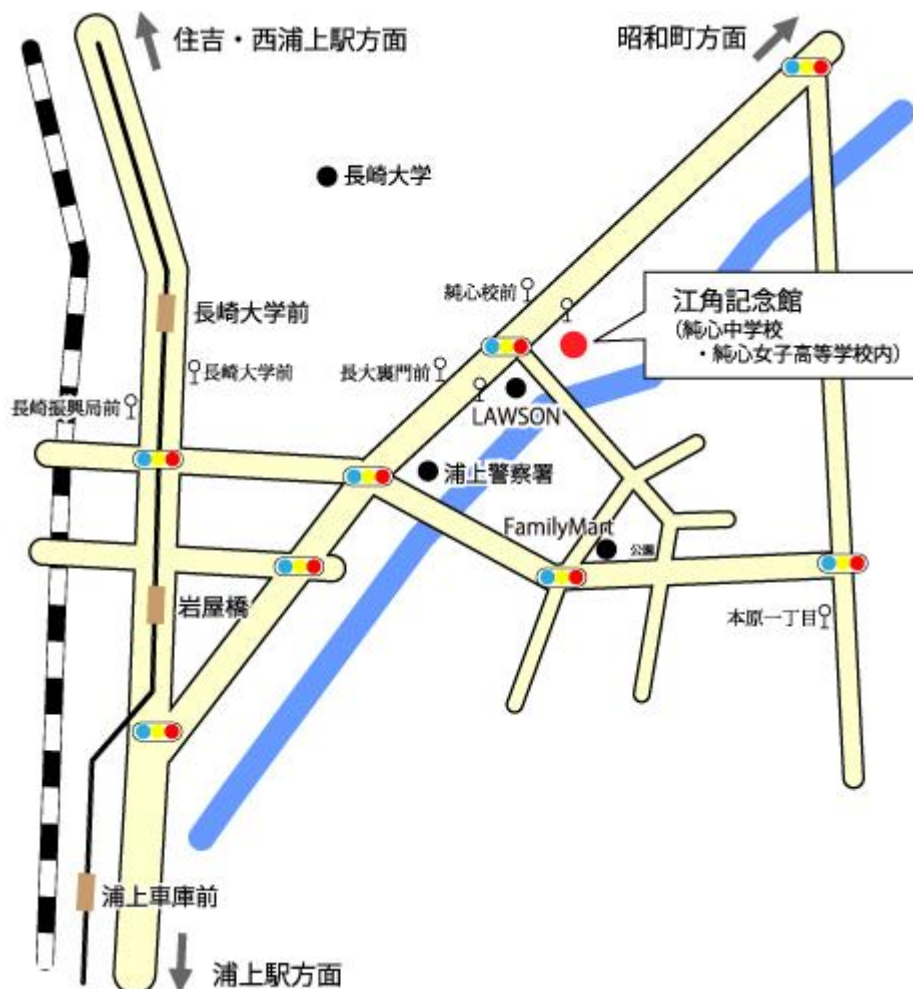 住吉・西浦上駅方面
昭和町方面
長崎大学
純心校前
江角記念館
(純心中学校
・純心女子高等学校内)
長崎大学前
長崎大学前
長大裏門前
長崎振興局前
LAWSON
浦上警察署
FamilyMart
公園
岩屋橋
本原一丁目
浦上車庫前
浦上駅方面